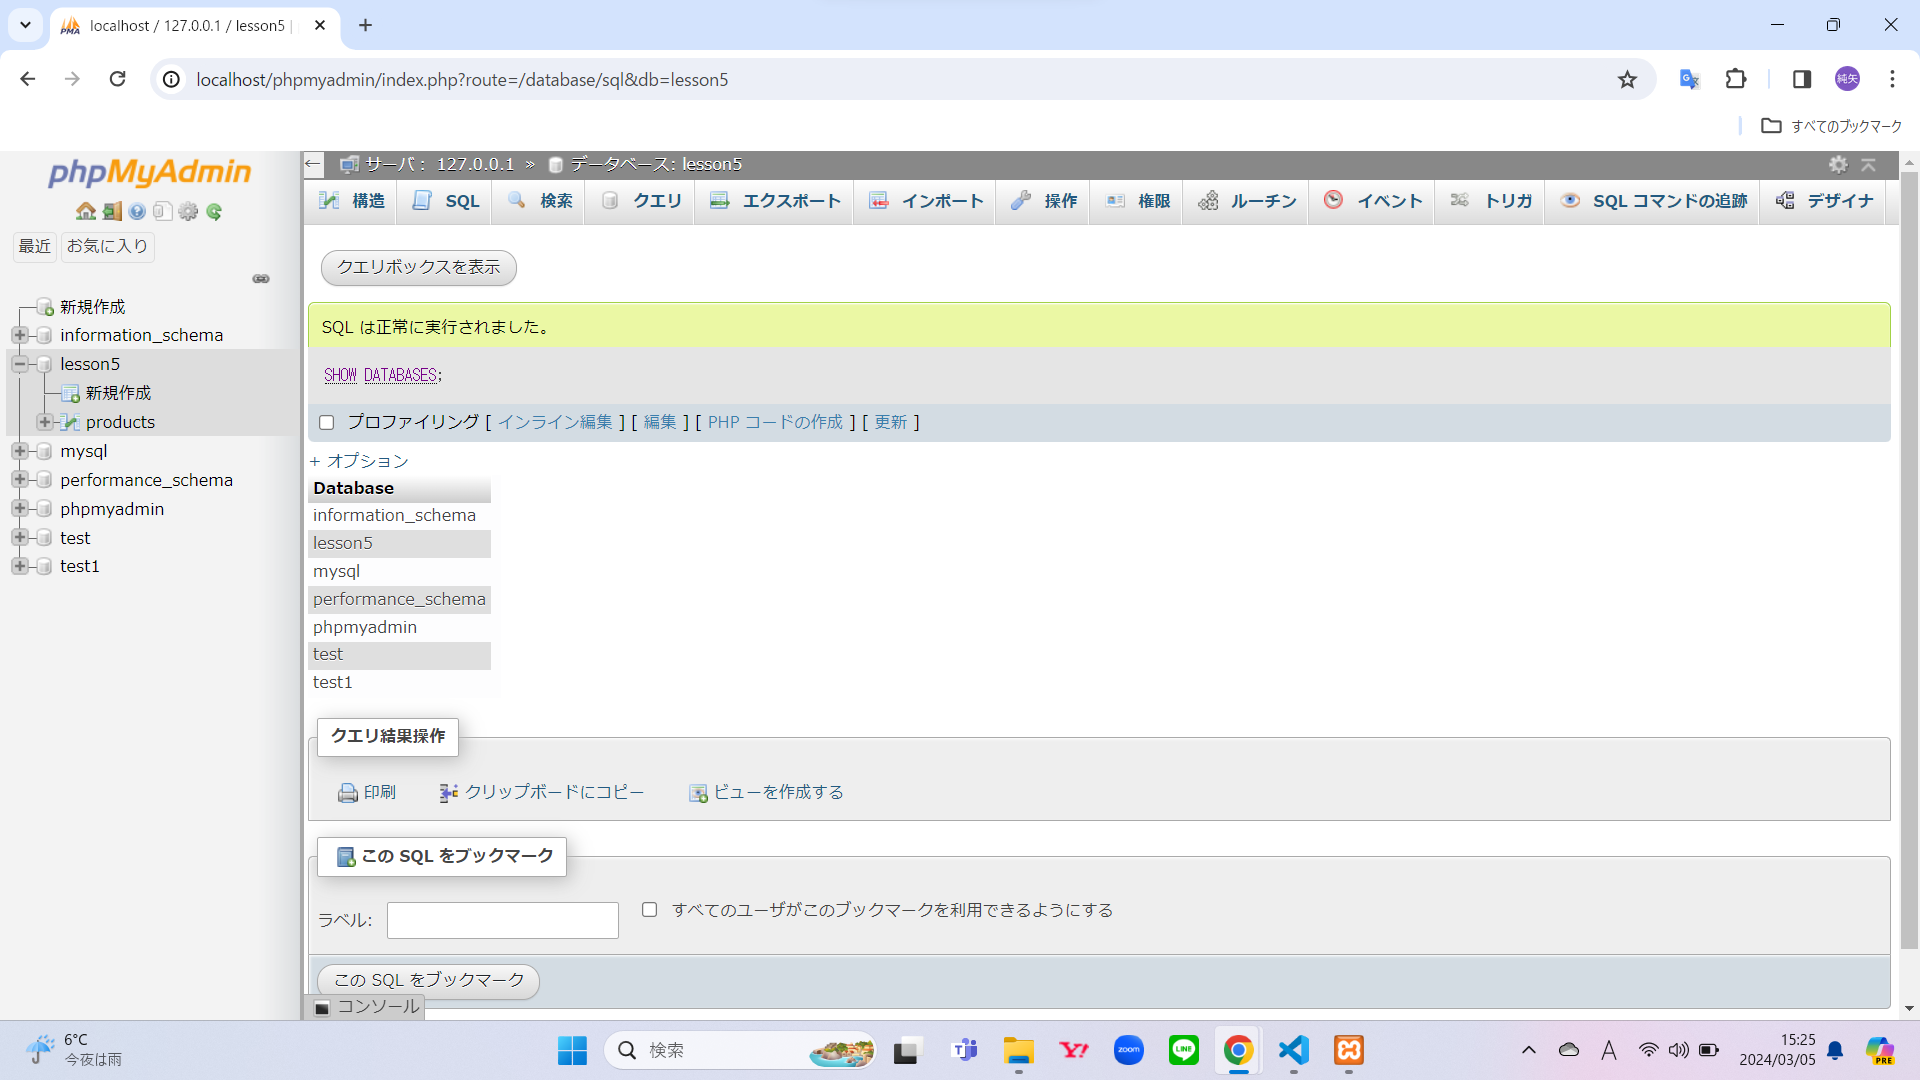 localhost / 127.0.0.1 / lesson5 |
localhost/phpmyadmin/index.php?route=/database/sql&db=lesson5
純矢
すべてのブックマーク
phpMyAdmin
最近 お気に入り
新規作成
information_schema
lesson5
新規作成
products
mysql
performance_schema
phpmyadmin
test
test1
サーバ: 127.0.0.1 » データベース: lesson5
構造 SQL 検索 クエリ エクスポート インポート 操作 権限 ルーチン イベント トリガ SQL コマンドの追跡 デザイナ
クエリボックスを表示
SQL は正常に実行されました。
SHOW DATABASES;
プロファイリング [ インライン編集 ] [ 編集 ] [ PHP コードの作成 ] [ 更新 ]
+ オプション
Database
information_schema
lesson5
mysql
performance_schema
phpmyadmin
test
test1
クエリ結果操作
印刷 クリップボードにコピー ビューを作成する
この SQL をブックマーク
ラベル: すべてのユーザがこのブックマークを利用できるようにする
この SQL をブックマーク
コンソール
6°C
今夜は雨
検索
zoom
LINE
A
15:25
2024/03/05
PRE